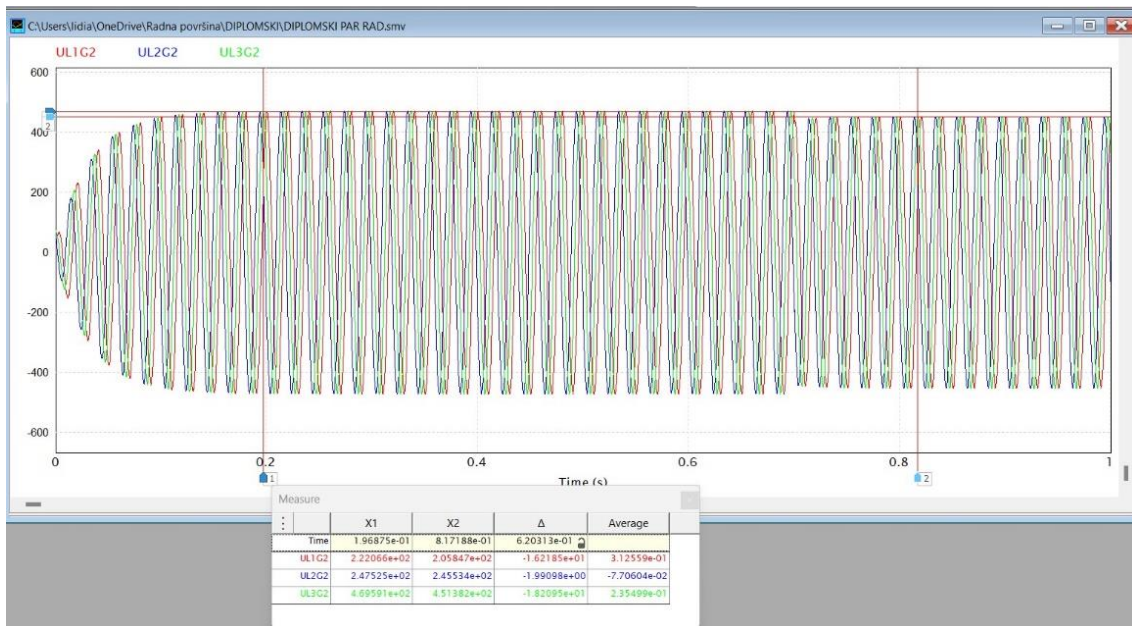 C:\Users\lidia\OneDrive\Radna površina\DIPLOMSKI\DIPLOMSKI PAR RAD.smv
UL1G2 UL2G2 UL3G2
600
400
200
0
-200
-400
-600
0 0.2 0.4 0.6 0.8 1
Time (s)
2
1 2
Measure
X1 X2 Δ Average
Time 1.96875e-01 8.17188e-01 6.20313e-01
UL1G2 2.22066e+02 2.05847e+02 -1.62185e+01 3.12559e-01
UL2G2 2.47525e+02 2.45534e+02 -1.99098e+00 -7.70604e-02
UL3G2 4.69591e+02 4.51382e+02 -1.82095e+01 2.35499e-01